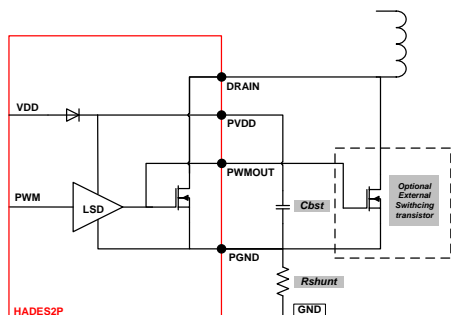 DRAIN
VDD
PVDD
PWMOUT
PWM
LSD
Cbst
Optional
External
Swithcing
transistor
PGND
Rshunt
GND
HADES2P